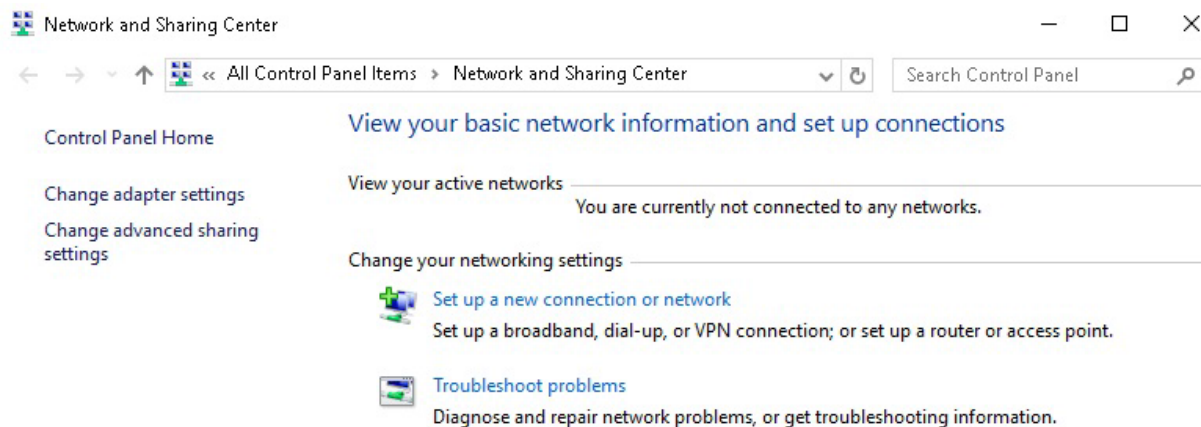 Network and Sharing Center
« All Control Panel Items > Network and Sharing Center
Search Control Panel
Control Panel Home
Change adapter settings
Change advanced sharing
settings
View your basic network information and set up connections
View your active networks
You are currently not connected to any networks.
Change your networking settings
Set up a new connection or network
Set up a broadband, dial-up, or VPN connection; or set up a router or access point.
Troubleshoot problems
Diagnose and repair network problems, or get troubleshooting information.